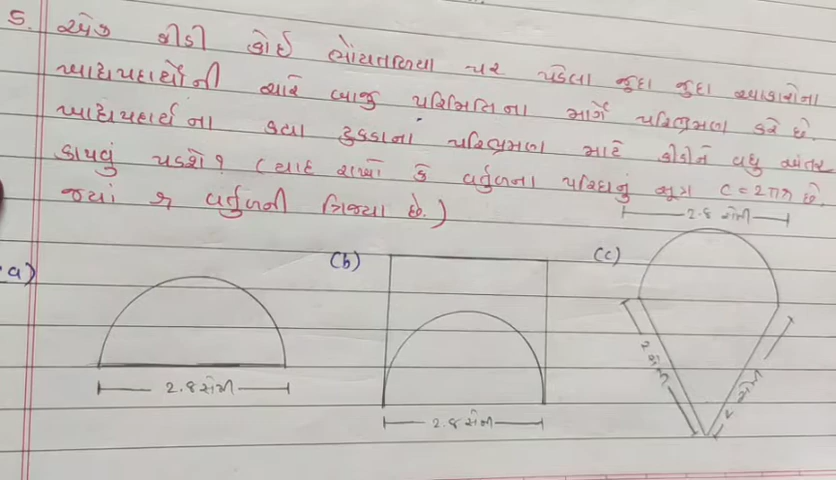 5. એક કીડી કોઈ ભોંયતળિયા પર પડેલા જુદા જુદા આકારોના
ખાદ્યપદાર્થોની ચારે બાજુ પરિમિતિના માર્ગે પરિભ્રમણ કરે છે.
ખાદ્યપદાર્થના કયા ટુકડાના પરિભ્રમણ માટે કીડીને વધુ અંતર
કાપવું પડશે? (યાદ રાખો કે વર્તુળના પરિઘનું સૂત્ર C = 2πr છે.
જ્યાં r વર્તુળની ત્રિજ્યા છે.)
2.8 સેમી
a)
(b)
(c)
2.8 સેમી
2.8 સેમી
2 સેમી
2 સેમી